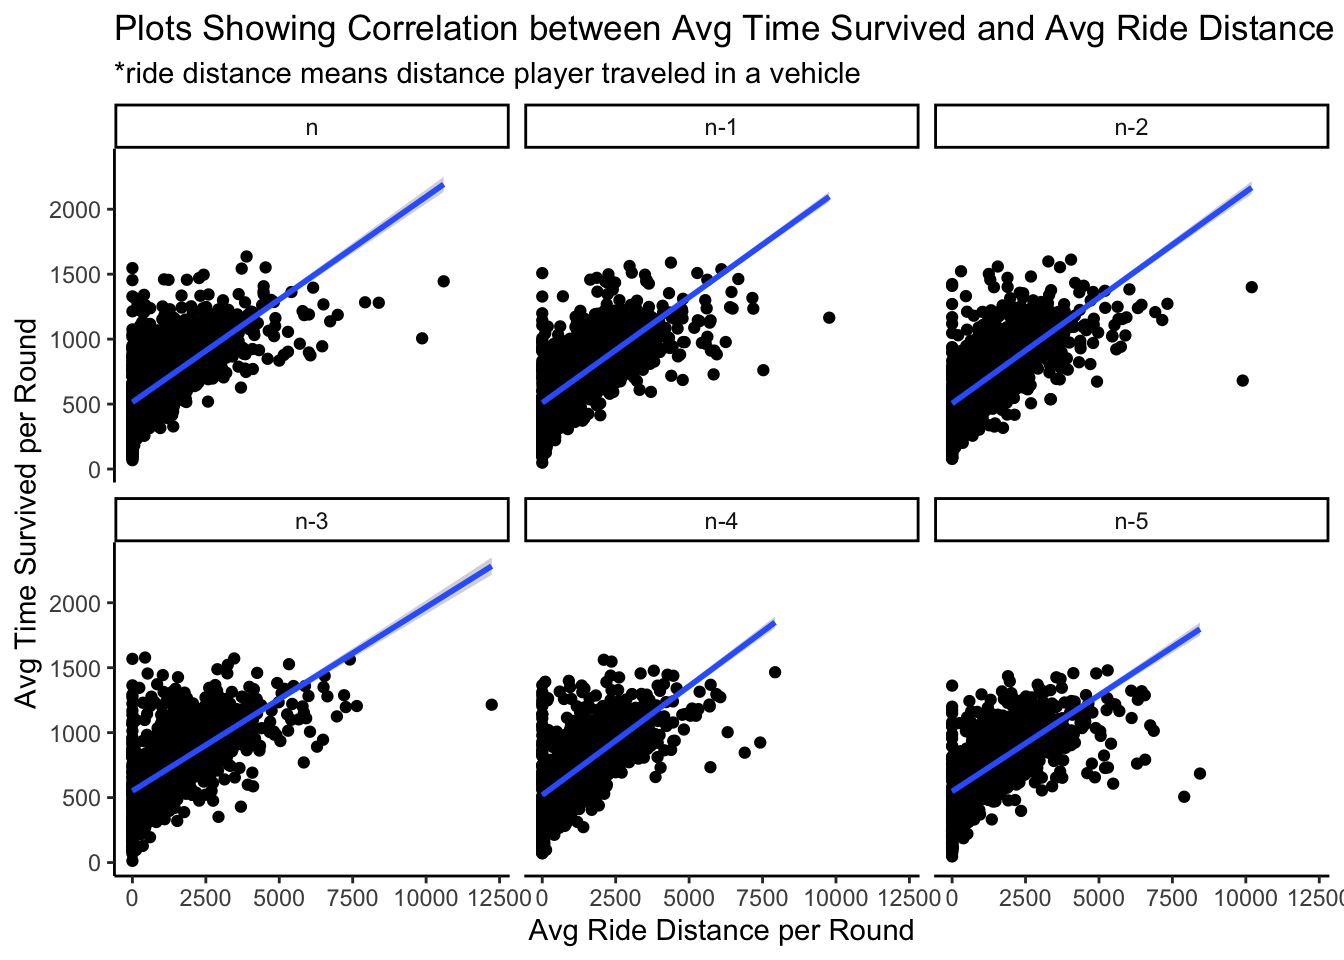 Plots Showing Correlation between Avg Time Survived and Avg Ride Distance
*ride distance means distance player traveled in a vehicle
n
n-1
n-2
2000
1500
1000
500
0
n-3
n-4
n-5
2000
1500
1000
500
0
0 2500 5000 7500 10000 12500
0 2500 5000 7500 10000 12500
0 2500 5000 7500 10000 12500
Avg Ride Distance per Round
Avg Time Survived per Round